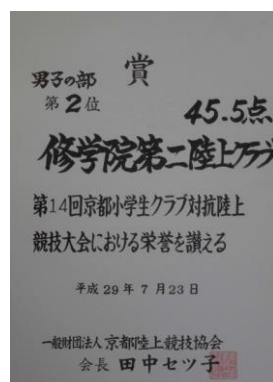 賞
男子の部
第2位
45.5点
修学院第二陸上クラブ
第14回京都小学生クラブ対抗陸上
競技大会における栄誉を讃える
平成29年7月23日
一般財団法人京都陸上競技協会
会長 田中セツ子